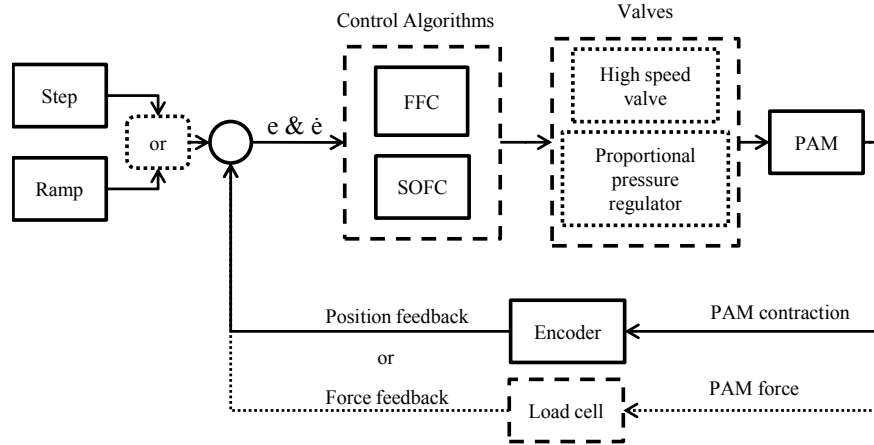 Control Algorithms
Valves
Step
or
Ramp
e & ė
FFC
SOFC
High speed
valve
Proportional
pressure
regulator
PAM
Position feedback
Encoder
PAM contraction
or
Force feedback
Load cell
PAM force